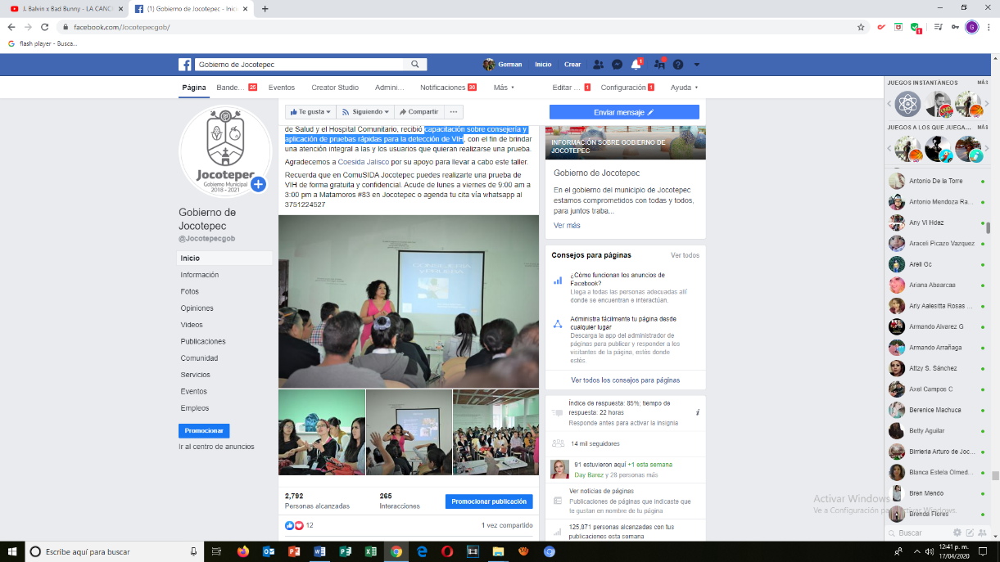 J. Balvin x Bad Bunny - LA CANC
(1) Gobierno de Jocotepec - Inicio
facebook.com/Jocotepecgob/
flash player - Busca...
Gobierno de Jocotepec
German
Inicio
Crear
1
Página
Bande... 25
Eventos
Creator Studio
Admini...
Notificaciones 36
Más
Editar ... 1
Configuración 1
Ayuda
Te gusta
Siguiendo
Compartir
Enviar mensaje
Jocotepec
Gobierno Municipal
2018 - 2021
Gobierno de
Jocotepec
@Jocotepecgob
Inicio
Información
Fotos
Opiniones
Videos
Publicaciones
Comunidad
Servicios
Eventos
Empleos
Promocionar
Ir al centro de anuncios
de Salud y el Hospital Comunitario, recibió capacitación sobre consejería y
aplicación de pruebas rápidas para la detección de VIH, con el fin de brindar
una atención integral a las y los usuarios que quieran realizarse una prueba.
Agradecemos a Coesida Jalisco por su apoyo para llevar a cabo este taller.
Recuerda que en ComuSIDA Jocotepec puedes realizarte una prueba de
VIH de forma gratuita y confidencial. Acude de lunes a viernes de 9:00 am a
3:00 pm a Matamoros #83 en Jocotepec o agenda tu cita vía whatsapp al
3751224527
CONSEJERÍA
Y PRUEBA
2,792
Personas alcanzadas
265
Interacciones
Promocionar publicación
12
1 vez compartido
INFORMACIÓN SOBRE GOBIERNO DE
JOCOTEPEC
Gobierno de Jocotepec
En el gobierno del municipio de Jocotepec
estamos comprometidos con todas y todos,
para juntos traba...
Ver más
Consejos para páginas
Ver todos
¿Cómo funcionan los anuncios de
Facebook?
Llega a todas las personas adecuadas allí
donde se encuentran e interactúan.
Administra fácilmente tu página desde
cualquier lugar
Descarga la app del administrador de
páginas para publicar y responder a los
visitantes de la página, estés donde
estés.
Ver todos los consejos para páginas
Índice de respuesta: 85%; tiempo de
respuesta: 22 horas
Responde antes para activar la insignia
14 mil seguidores
91 estuvieron aquí +1 esta semana
Day Barez y 28 personas más
Ver noticias de páginas
Publicaciones de páginas que indicaste que
te gustan en nombre de tu página
125,871 personas alcanzadas con tus
publicaciones esta semana
JUEGOS INSTANTÁNEOS
MÁS
JUEGOS A LOS QUE JUEGA...
MÁS
Antonio De la Torre
Antonio Mendoza Ra...
Any Vi Hdez
Araceli Picazo Vazquez
Areli Gc
Ariana Abaarcaa
Arly Aalesitta Rosas ...
Armando Alvarez G
Armando Arrañaga
Attzy S. Sánchez
Axel Campos C
Berenice Machuca
Betty Aguilar
Birrieria Arturo de Joc...
Blanca Estela Olmed...
Bren Mendo
Brenda Flores
Buscar
Activar Windows
Ve a Configuración para activar Windows.
Escribe aquí para buscar
12:41 p. m.
17/04/2020